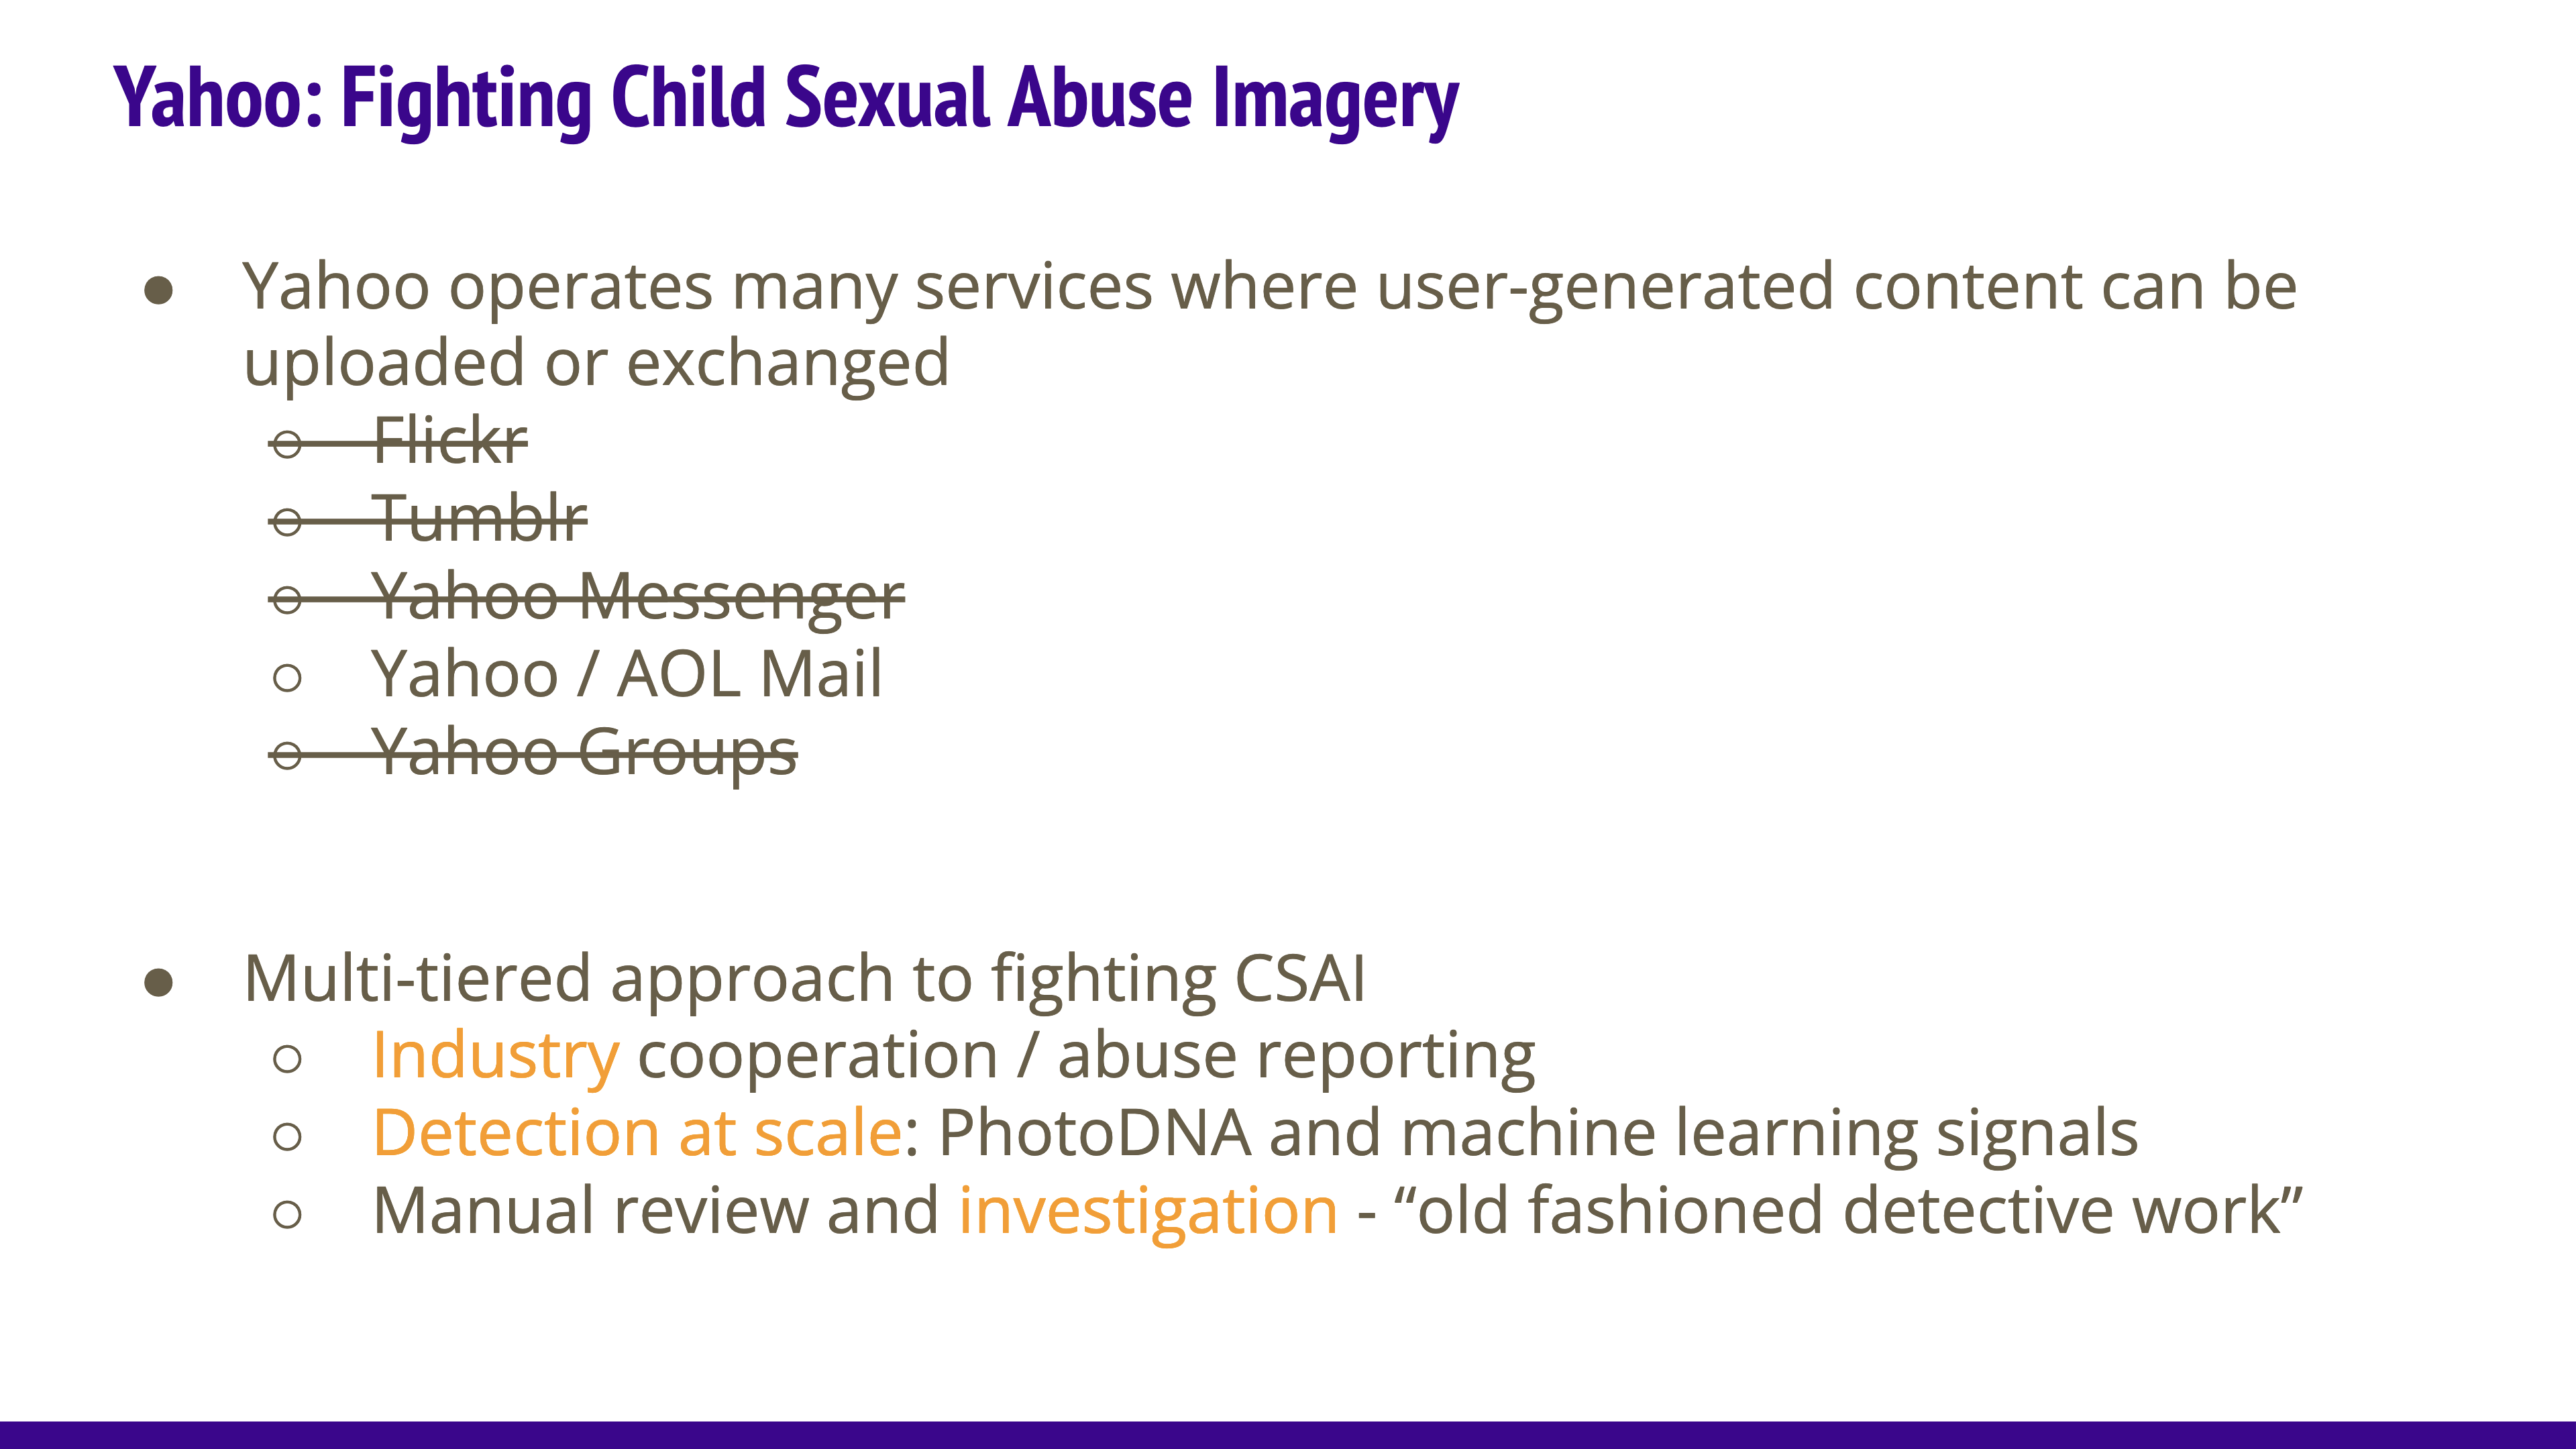 Yahoo: Fighting Child Sexual Abuse Imagery
● Yahoo operates many services where user-generated content can be
uploaded or exchanged
○ Flickr
○ Tumblr
○ Yahoo Messenger
○ Yahoo / AOL Mail
○ Yahoo Groups
● Multi-tiered approach to fighting CSAI
○ Industry cooperation / abuse reporting
○ Detection at scale: PhotoDNA and machine learning signals
○ Manual review and investigation - “old fashioned detective work”